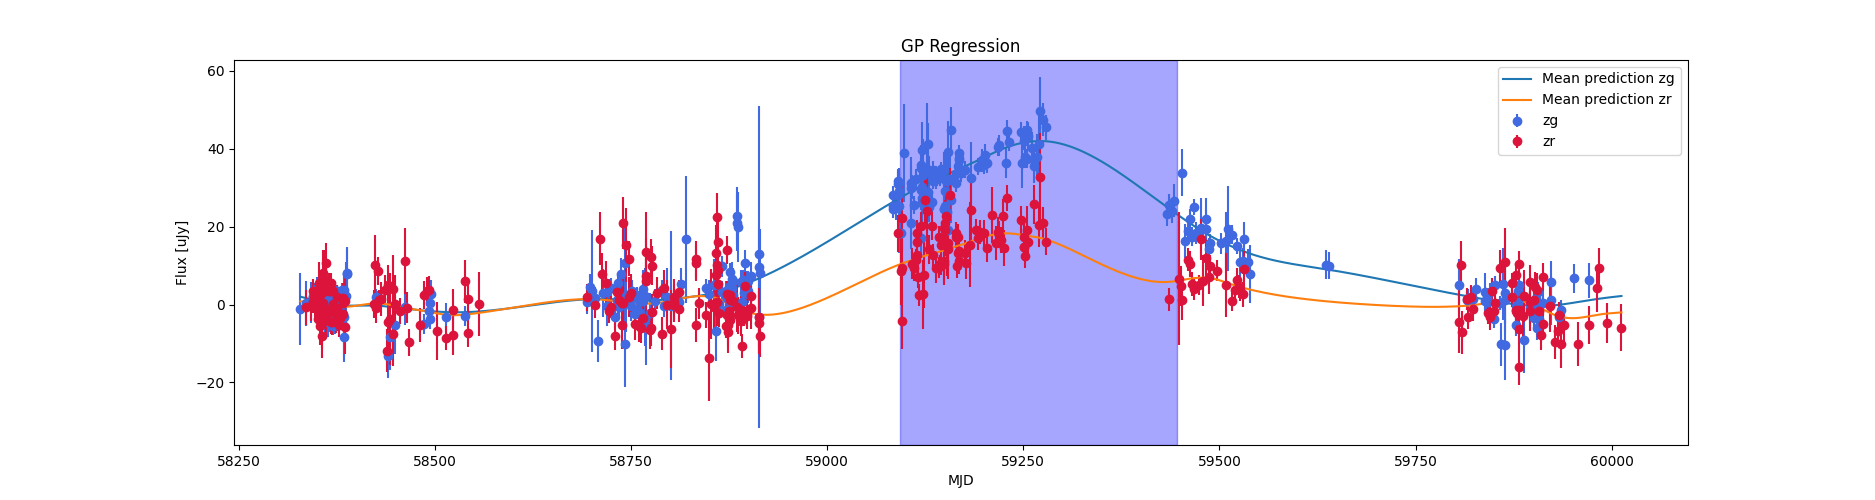 GP Regression
Flux [uJy]
60
40
20
0
−20
Mean prediction zg
Mean prediction zr
zg
zr
58250 58500 58750 59000 59250 59500 59750 60000
MJD